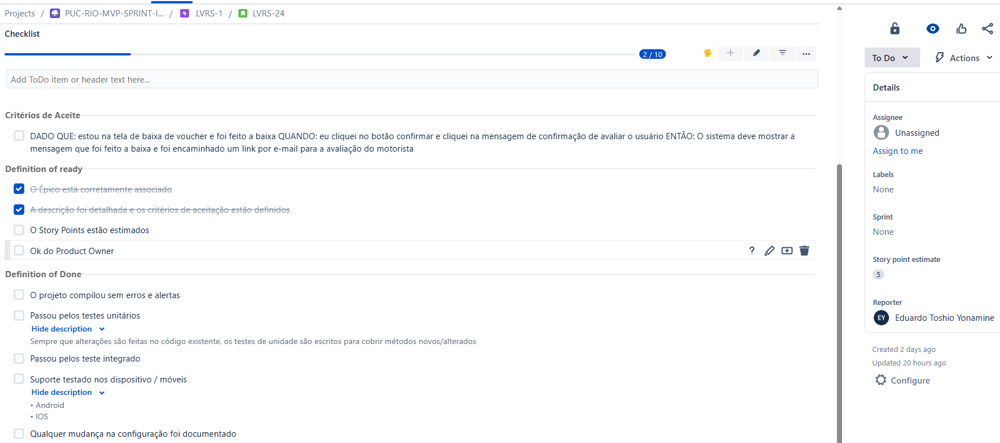 Projects / PUC-RIO-MVP-SPRINT-I... / LVRS-1 / LVRS-24
Checklist
2 / 10
Add ToDo item or header text here...
Critérios de Aceite
DADO QUE: estou na tela de baixa de voucher e foi feito a baixa QUANDO: eu cliquei no botão confirmar e cliquei na mensagem de confirmação de avaliar o usuário ENTÃO: O sistema deve mostrar a
mensagem que foi feito a baixa e foi encaminhado um link por e-mail para a avaliação do motorista
Definition of ready
O Épico está corretamente associado
A descrição foi detalhada e os critérios de aceitação estão definidos
O Story Points estão estimados
Ok do Product Owner
Definition of Done
O projeto compilou sem erros e alertas
Passou pelos testes unitários
Hide description
Sempre que alterações são feitas no código existente, os testes de unidade são escritos para cobrir métodos novos/alterados
Passou pelos teste integrado
Suporte testado nos dispositivo / móveis
Hide description
• Android
• IOS
Qualquer mudança na configuração foi documentado
To Do
Actions
Details
Assignee
Unassigned
Assign to me
Labels
None
Sprint
None
Story point estimate
5
Reporter
EY Eduardo Toshio Yonamine
Created 2 days ago
Updated 20 hours ago
Configure